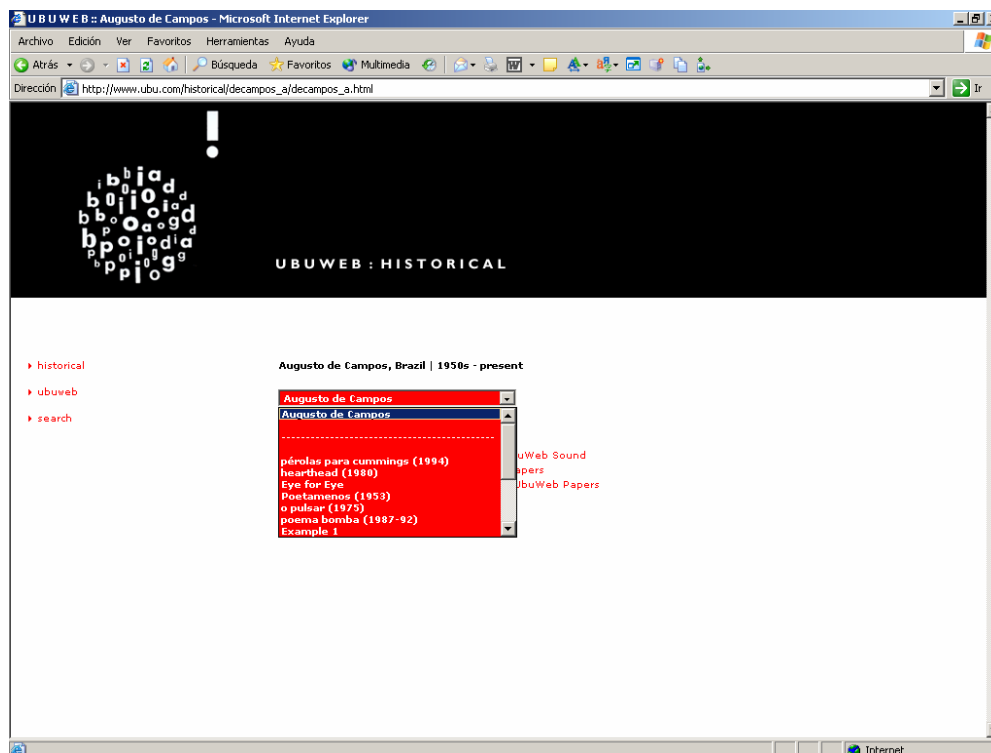 U B U W E B :: Augusto de Campos - Microsoft Internet Explorer
Archivo Edición Ver Favoritos Herramientas Ayuda
Atrás Búsqueda Favoritos Multimedia
Dirección http://www.ubu.com/historical/decampos_a/decampos_a.html Ir
!
UBUWEB : HISTORICAL
historical
ubuweb
search
Augusto de Campos, Brazil | 1950s - present
Augusto de Campos
Augusto de Campos
--------------------------------------------
pérolas para cummings (1994)
hearthead (1980)
Eye for Eye
Poetamenos (1953)
o pulsar (1975)
poema bomba (1987-92)
Example 1
uWeb Sound
apers
UbuWeb Papers
Internet